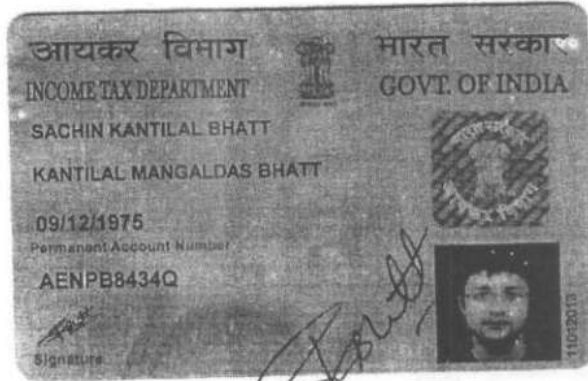 आयकर विभाग
भारत सरकार
INCOME TAX DEPARTMENT
GOVT. OF INDIA
SACHIN KANTILAL BHATT
KANTILAL MANGALDAS BHATT
09/12/1975
Permanent Account Number
AENPB8434Q
Signature
11092013